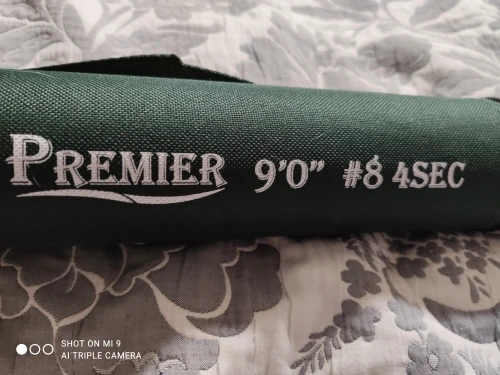 PREMIER 9'0" #8 4SEC
SHOT ON MI 9
AI TRIPLE CAMERA